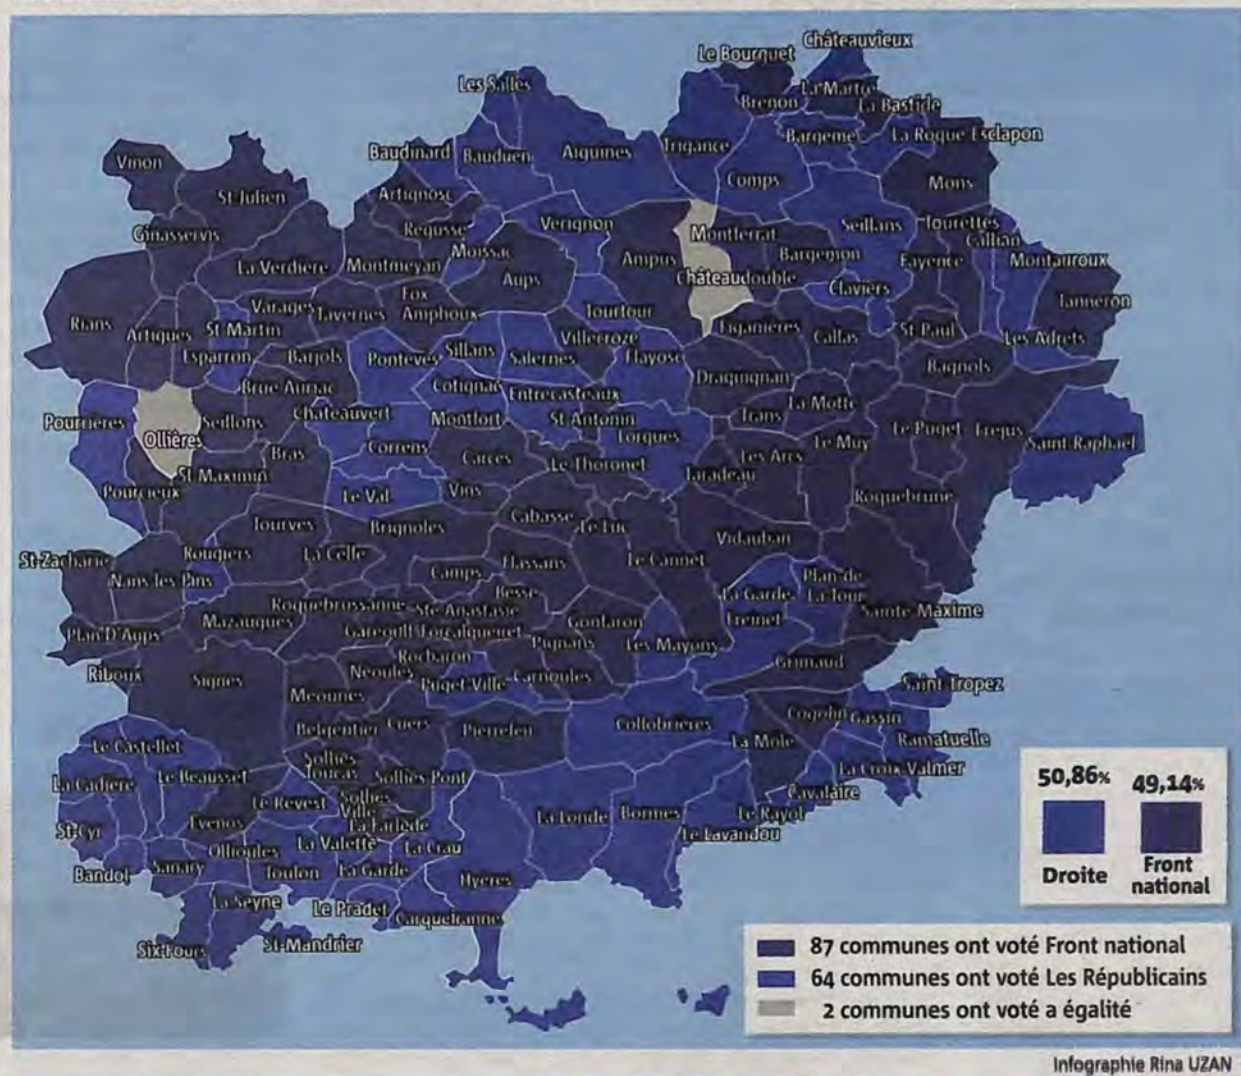 Châteauvieux
Le Bourguet
Les Salles
La Martre
Brenon
La Bastide
Bargème
La Roque Esclapon
Trigance
Baudinard
Bauduen
Aiguines
Vinon
Comps
Mons
St Julien
Artignosc
Vérignon
Seillans
Tourettes
Ginasservis
Régusse
Montferrat
Callian
Moissac
Ampus
Bargemon
Fayence
Montauroux
La Verdière
Montmeyan
Aups
Châteaudouble
Claviers
Tanneron
Fox
Amphoux
Varages
Tavernes
Tourtour
Rians
Artigues
St Martin
Figanières
St Paul
Villecroze
Callas
Les Adrets
Esparron
Barjols
Pontevès
Sillans
Salernes
Flayosc
Bagnols
Brue Auriac
Cotignac
Entrecasteaux
Draguignan
Pourrières
Seillons
Châteauvert
Montfort
St Antonin
La Motte
Trans
Ollières
Lorgues
Le Muy
Le Puget
Fréjus
Saint Raphaël
Bras
Correns
Carcès
Le Thoronet
Les Arcs
St Maximin
Taradeau
Pourcieux
Le Val
Vins
Roquebrune
Tourves
Brignoles
Cabasse
Le Luc
Vidauban
St-Zacharie
Rougiers
La Celle
Flassans
Le Cannet
Nans les Pins
Camps
Plan-de-
La Tour
Besse
La Garde
Freinet
Roquebrussanne
Ste Anastasie
Sainte Maxime
Mazaugues
Gonfaron
Plan D'Aups
Garéoult
Forcalqueiret
Pignans
Les Mayons
Rocbaron
Grimaud
Riboux
Signes
Néoules
Carnoules
Saint Tropez
Puget-Ville
Méounes
Cogolin
Gassin
Belgentier
Cuers
Pierrefeu
Collobrières
La Mole
Ramatuelle
Le Castellet
Solliès
Toucas
La Croix Valmer
La Cadière
Le Beausset
Solliès Pont
Cavalaire
Le Revest
Solliès
Ville
La Londe
Bormes
Le Rayol
St-Cyr
Evenos
La Farlède
Le Lavandou
Ollioules
La Valette
La Crau
Bandol
Sanary
Toulon
La Garde
Hyères
La Seyne
Le Pradet
Carqueiranne
Six Fours
St-Mandrier
50,86%
49,14%
Droite
Front
national
87 communes ont voté Front national
64 communes ont voté Les Républicains
2 communes ont voté a égalité
Infographie Rina UZAN